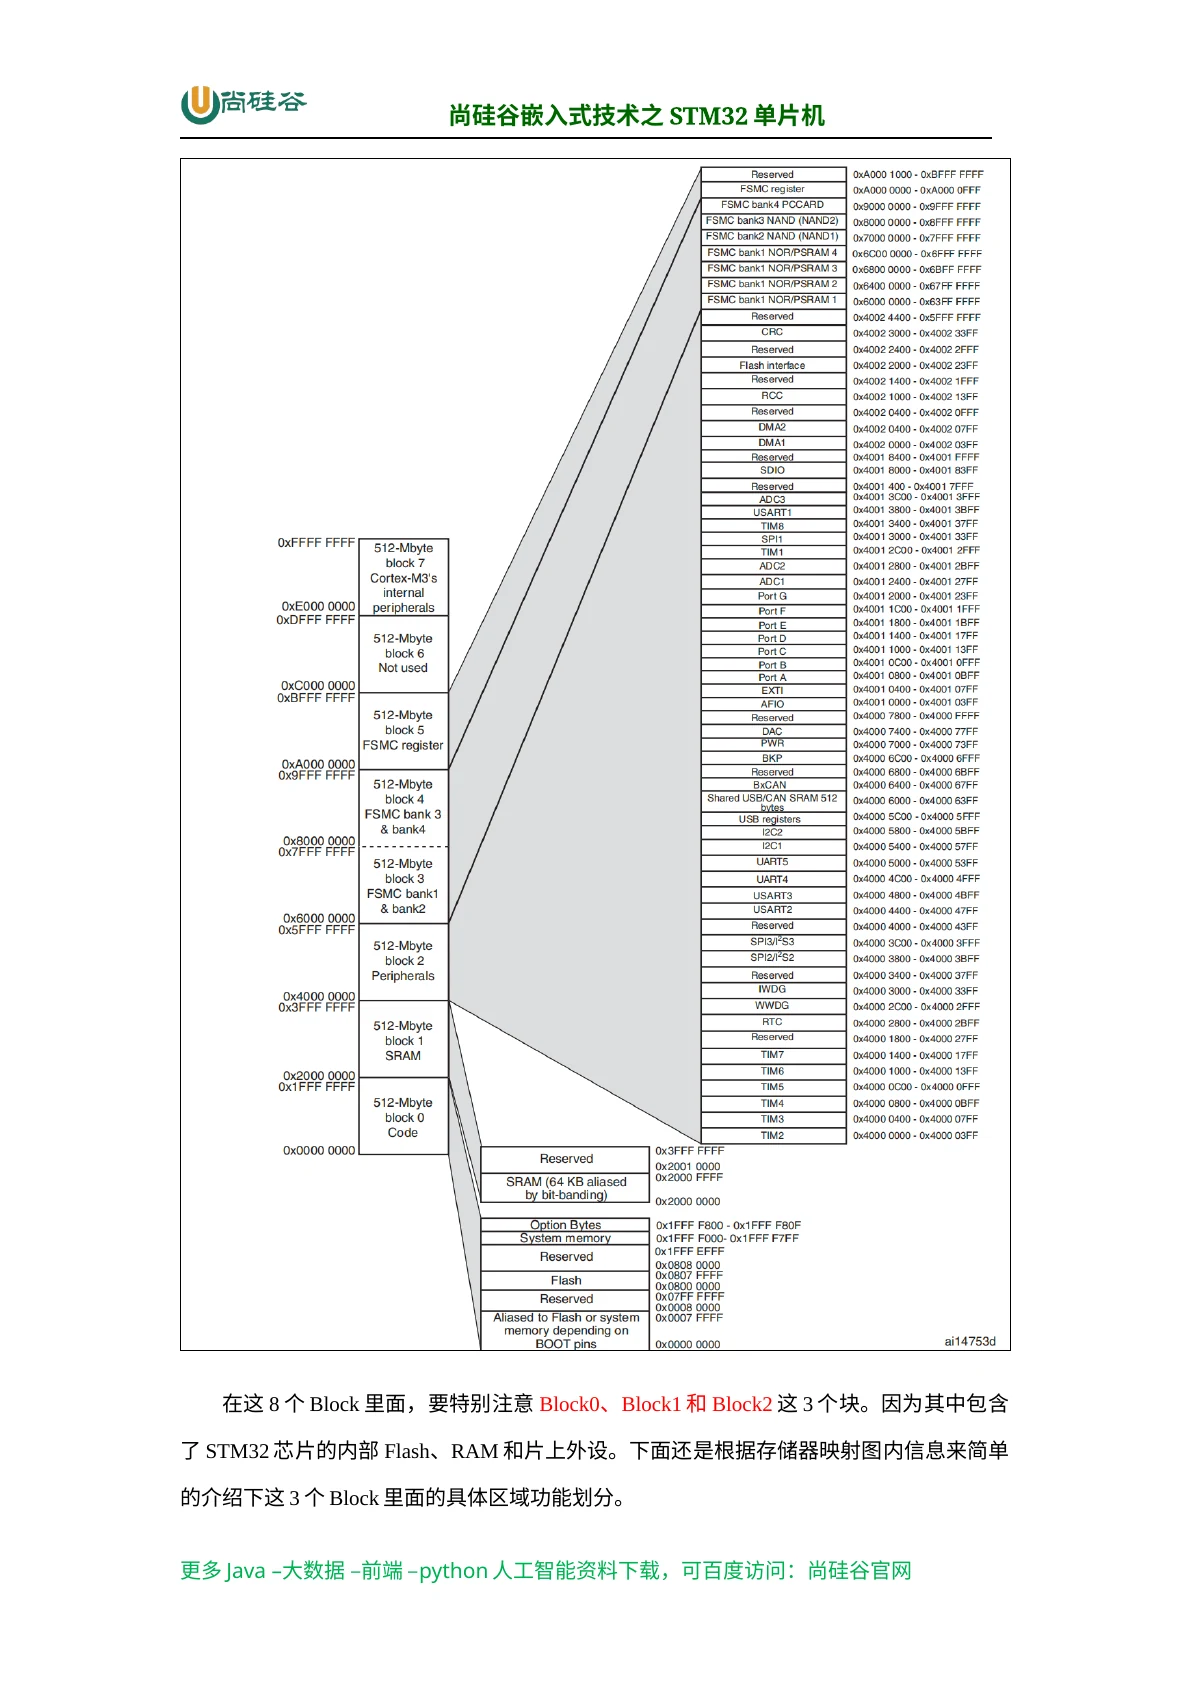 尚硅谷
尚硅谷嵌入式技术之 STM32 单片机
Reserved 0xA000 1000 - 0xBFFF FFFF
FSMC register 0xA000 0000 - 0xA000 0FFF
FSMC bank4 PCCARD 0x9000 0000 - 0x9FFF FFFF
FSMC bank3 NAND (NAND2) 0x8000 0000 - 0x8FFF FFFF
FSMC bank2 NAND (NAND1) 0x7000 0000 - 0x7FFF FFFF
FSMC bank1 NOR/PSRAM 4 0x6C00 0000 - 0x6FFF FFFF
FSMC bank1 NOR/PSRAM 3 0x6800 0000 - 0x6BFF FFFF
FSMC bank1 NOR/PSRAM 2 0x6400 0000 - 0x67FF FFFF
FSMC bank1 NOR/PSRAM 1 0x6000 0000 - 0x63FF FFFF
Reserved 0x4002 4400 - 0x5FFF FFFF
CRC 0x4002 3000 - 0x4002 33FF
Reserved 0x4002 2400 - 0x4002 2FFF
Flash interface 0x4002 2000 - 0x4002 23FF
Reserved 0x4002 1400 - 0x4002 1FFF
RCC 0x4002 1000 - 0x4002 13FF
Reserved 0x4002 0400 - 0x4002 0FFF
DMA2 0x4002 0400 - 0x4002 07FF
DMA1 0x4002 0000 - 0x4002 03FF
Reserved 0x4001 8400 - 0x4001 FFFF
SDIO 0x4001 8000 - 0x4001 83FF
Reserved 0x4001 400 - 0x4001 7FFF
ADC3 0x4001 3C00 - 0x4001 3FFF
USART1 0x4001 3800 - 0x4001 3BFF
TIM8 0x4001 3400 - 0x4001 37FF
SPI1 0x4001 3000 - 0x4001 33FF
TIM1 0x4001 2C00 - 0x4001 2FFF
ADC2 0x4001 2800 - 0x4001 2BFF
ADC1 0x4001 2400 - 0x4001 27FF
Port G 0x4001 2000 - 0x4001 23FF
Port F 0x4001 1C00 - 0x4001 1FFF
Port E 0x4001 1800 - 0x4001 1BFF
Port D 0x4001 1400 - 0x4001 17FF
Port C 0x4001 1000 - 0x4001 13FF
Port B 0x4001 0C00 - 0x4001 0FFF
Port A 0x4001 0800 - 0x4001 0BFF
EXTI 0x4001 0400 - 0x4001 07FF
AFIO 0x4001 0000 - 0x4001 03FF
Reserved 0x4000 7800 - 0x4000 FFFF
DAC 0x4000 7400 - 0x4000 77FF
PWR 0x4000 7000 - 0x4000 73FF
BKP 0x4000 6C00 - 0x4000 6FFF
Reserved 0x4000 6800 - 0x4000 6BFF
BxCAN 0x4000 6400 - 0x4000 67FF
Shared USB/CAN SRAM 512
bytes 0x4000 6000 - 0x4000 63FF
USB registers 0x4000 5C00 - 0x4000 5FFF
I2C2 0x4000 5800 - 0x4000 5BFF
I2C1 0x4000 5400 - 0x4000 57FF
UART5 0x4000 5000 - 0x4000 53FF
UART4 0x4000 4C00 - 0x4000 4FFF
USART3 0x4000 4800 - 0x4000 4BFF
USART2 0x4000 4400 - 0x4000 47FF
Reserved 0x4000 4000 - 0x4000 43FF
SPI3/I²S3 0x4000 3C00 - 0x4000 3FFF
SPI2/I²S2 0x4000 3800 - 0x4000 3BFF
Reserved 0x4000 3400 - 0x4000 37FF
IWDG 0x4000 3000 - 0x4000 33FF
WWDG 0x4000 2C00 - 0x4000 2FFF
RTC 0x4000 2800 - 0x4000 2BFF
Reserved 0x4000 1800 - 0x4000 27FF
TIM7 0x4000 1400 - 0x4000 17FF
TIM6 0x4000 1000 - 0x4000 13FF
TIM5 0x4000 0C00 - 0x4000 0FFF
TIM4 0x4000 0800 - 0x4000 0BFF
TIM3 0x4000 0400 - 0x4000 07FF
TIM2 0x4000 0000 - 0x4000 03FF
0xFFFF FFFF
512-Mbyte
block 7
Cortex-M3's
internal
peripherals
0xE000 0000
0xDFFF FFFF
512-Mbyte
block 6
Not used
0xC000 0000
0xBFFF FFFF
512-Mbyte
block 5
FSMC register
0xA000 0000
0x9FFF FFFF
512-Mbyte
block 4
FSMC bank 3
& bank4
0x8000 0000
0x7FFF FFFF
512-Mbyte
block 3
FSMC bank1
& bank2
0x6000 0000
0x5FFF FFFF
512-Mbyte
block 2
Peripherals
0x4000 0000
0x3FFF FFFF
512-Mbyte
block 1
SRAM
0x2000 0000
0x1FFF FFFF
512-Mbyte
block 0
Code
0x0000 0000
0x3FFF FFFF
Reserved
0x2001 0000
0x2000 FFFF
SRAM (64 KB aliased
by bit-banding)
0x2000 0000
Option Bytes 0x1FFF F800 - 0x1FFF F80F
System memory 0x1FFF F000- 0x1FFF F7FF
0x1FFF EFFF
Reserved
0x0808 0000
0x0807 FFFF
Flash
0x0800 0000
0x07FF FFFF
Reserved
0x0008 0000
0x0007 FFFF
Aliased to Flash or system
memory depending on
BOOT pins
0x0000 0000
ai14753d
在这 8 个 Block 里面，要特别注意 Block0、Block1 和 Block2 这 3 个块。因为其中包含
了 STM32 芯片的内部 Flash、RAM 和片上外设。下面还是根据存储器映射图内信息来简单
的介绍下这 3 个 Block 里面的具体区域功能划分。
更多 Java –大数据 –前端 –python 人工智能资料下载，可百度访问：尚硅谷官网